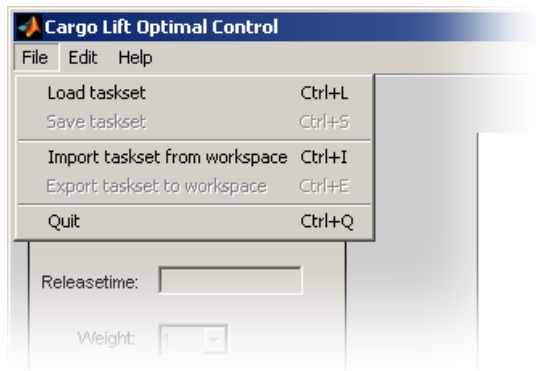 Cargo Lift Optimal Control
File Edit Help
Load taskset Ctrl+L
Save taskset Ctrl+S
Import taskset from workspace Ctrl+I
Export taskset to workspace Ctrl+E
Quit Ctrl+Q
Releasetime:
Weight: 1